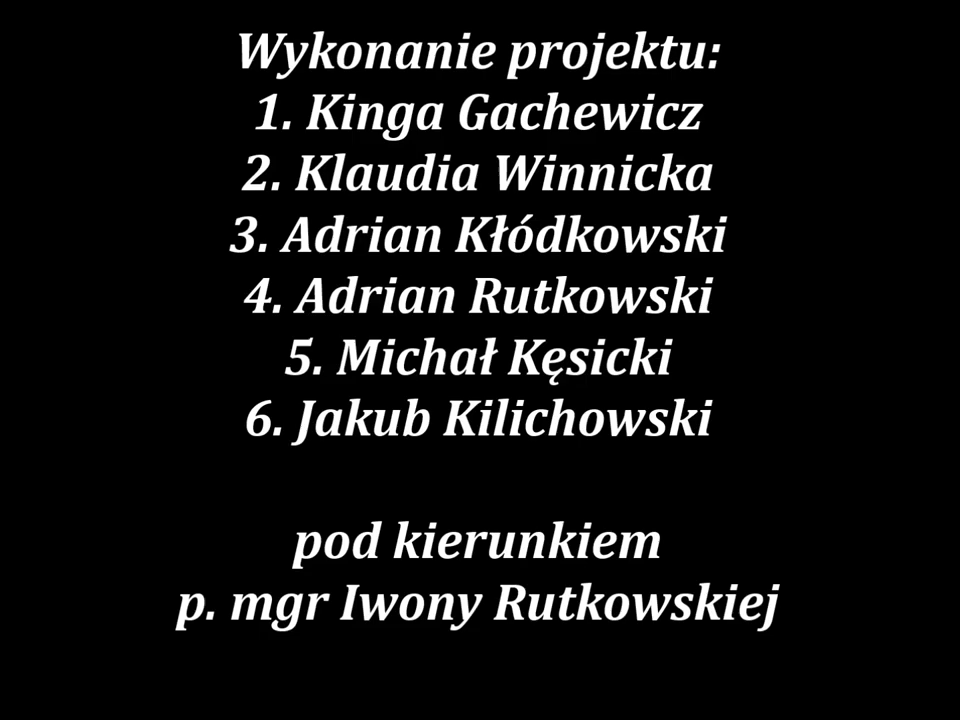 Wykonanie projektu:
1. Kinga Gachewicz
2. Klaudia Winnicka
3. Adrian Kłódkowski
4. Adrian Rutkowski
5. Michał Kęsicki
6. Jakub Kilichowski
pod kierunkiem
p. mgr Iwony Rutkowskiej